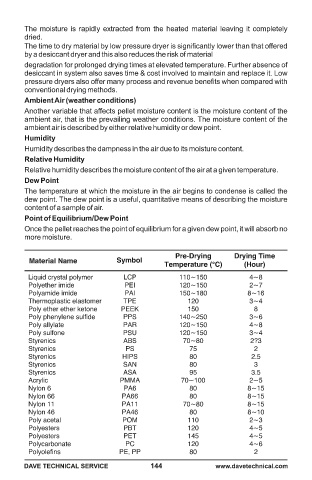 The moisture is rapidly extracted from the heated material leaving it completely
dried.
The time to dry material by low pressure dryer is significantly lower than that offered
by a desiccant dryer and this also reduces the risk of material
degradation for prolonged drying times at elevated temperature. Further absence of
desiccant in system also saves time & cost involved to maintain and replace it. Low
pressure dryers also offer many process and revenue benefits when compared with
conventional drying methods.
Ambient Air (weather conditions)
Another variable that affects pellet moisture content is the moisture content of the
ambient air, that is the prevailing weather conditions. The moisture content of the
ambient air is described by either relative humidity or dew point.
Humidity
Humidity describes the dampness in the air due to its moisture content.
Relative Humidity
Relative humidity describes the moisture content of the air at a given temperature.
Dew Point
The temperature at which the moisture in the air begins to condense is called the
dew point. The dew point is a useful, quantitative means of describing the moisture
content of a sample of air.
Point of Equilibrium/Dew Point
Once the pellet reaches the point of equilibrium for a given dew point, it will absorb no
more moisture.
Material Name Symbol Pre-Drying Temperature (°C) Drying Time (Hour)
Liquid crystal polymer LCP 110~150 4~8
Polyether imide PEI 120~150 2~7
Polyamide imide PAI 150~180 8~16
Thermoplastic elastomer TPE 120 3~4
Poly ether ether ketone PEEK 150 8
Poly phenylene sulfide PPS 140~250 3~6
Poly allylate PAR 120~150 4~8
Poly sulfone PSU 120~150 3~4
Styrenics ABS 70~80 2?3
Styrenics PS 75 2
Styrenics HIPS 80 2.5
Styrenics SAN 80 3
Styrenics ASA 95 3.5
Acrylic PMMA 70~100 2~5
Nylon 6 PA6 80 8~15
Nylon 66 PA66 80 8~15
Nylon 11 PA11 70~80 8~15
Nylon 46 PA46 80 8~10
Poly acetal POM 110 2~3
Polyesters PBT 120 4~5
Polyesters PET 145 4~5
Polycarbonate PC 120 4~6
Polyolefins PE, PP 80 2
DAVE TECHNICAL SERVICE 144 www.davetechnical.com